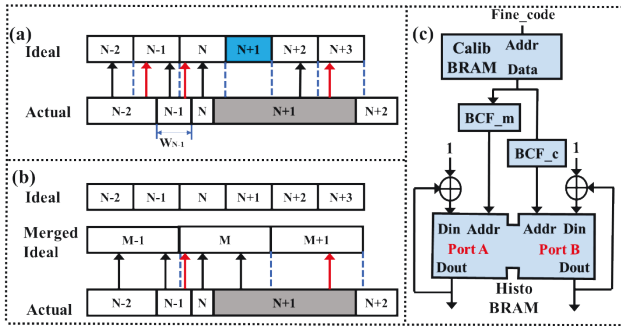 (a)
Ideal
N-2 N-1 N N+1 N+2 N+3
Actual
N-2 N-1 N N+1 N+2
WN-1
(b)
Ideal
N-2 N-1 N N+1 N+2 N+3
Merged
Ideal
M-1 M M+1
Actual
N-2 N-1 N N+1 N+2
(c)
Fine_code
Calib
BRAM
Addr
Data
BCF_m
BCF_c
1 1
Din Addr Addr Din
Port A Port B
Dout Dout
Histo
BRAM